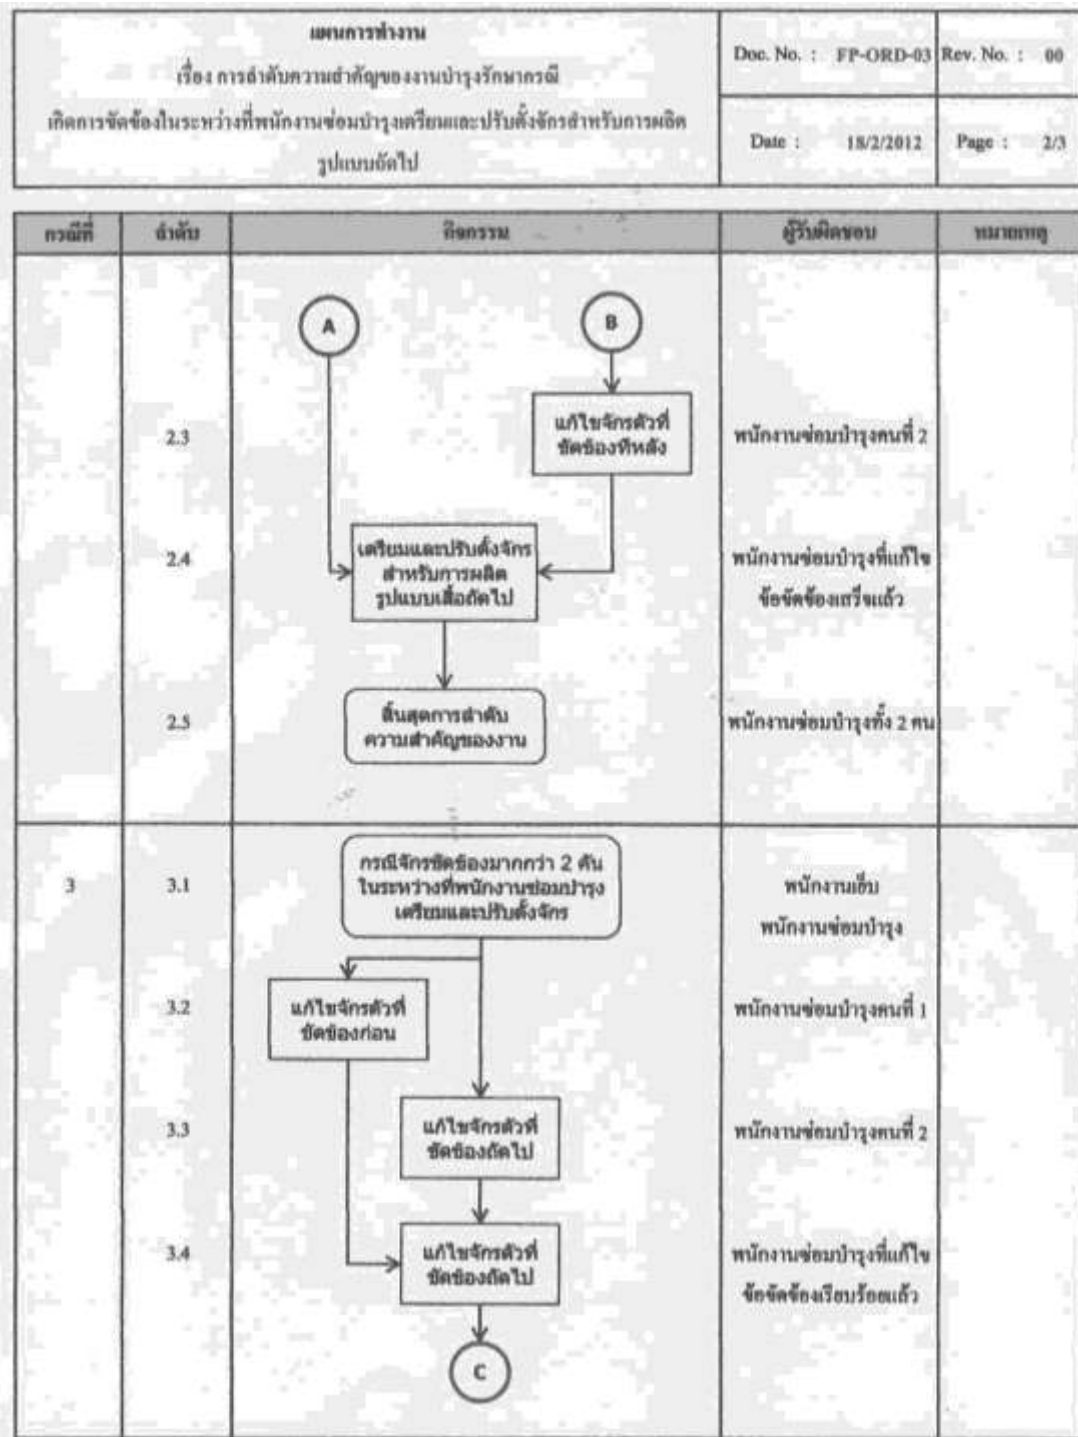 แผนการทำงาน
เรื่อง การลำดับความสำคัญของงานบำรุงรักษากรณี
เกิดการขัดข้องในระหว่างที่พนักงานซ่อมบำรุงเตรียมและปรับตั้งจักรสำหรับการผลิต
รูปแบบถัดไป
Doc. No. : FP-ORD-03
Rev. No. : 00
Date : 18/2/2012
Page : 2/3
กรณีที่ ลำดับ กิจกรรม ผู้รับผิดชอบ หมายเหตุ
A
B
2.3
แก้ไขจักรตัวที่
ขัดข้องทีหลัง
พนักงานซ่อมบำรุงคนที่ 2
2.4
เตรียมและปรับตั้งจักร
สำหรับการผลิต
รูปแบบเสื้อถัดไป
พนักงานซ่อมบำรุงที่แก้ไข
ข้อขัดข้องเสร็จแล้ว
2.5
สิ้นสุดการลำดับ
ความสำคัญของงาน
พนักงานซ่อมบำรุงทั้ง 2 คน
3
3.1
กรณีจักรขัดข้องมากกว่า 2 คัน
ในระหว่างที่พนักงานซ่อมบำรุง
เตรียมและปรับตั้งจักร
พนักงานเย็บ
พนักงานซ่อมบำรุง
3.2
แก้ไขจักรตัวที่
ขัดข้องก่อน
พนักงานซ่อมบำรุงคนที่ 1
3.3
แก้ไขจักรตัวที่
ขัดข้องถัดไป
พนักงานซ่อมบำรุงคนที่ 2
3.4
แก้ไขจักรตัวที่
ขัดข้องถัดไป
พนักงานซ่อมบำรุงที่แก้ไข
ข้อขัดข้องเรียบร้อยแล้ว
C